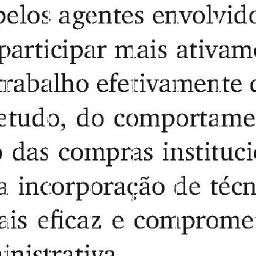 pelos agentes envolvido
participar mais ativame
trabalho efetivamente
etudo, do comportame
das compras instituci
incorporação de técn
ais eficaz e compromet
inistrativa